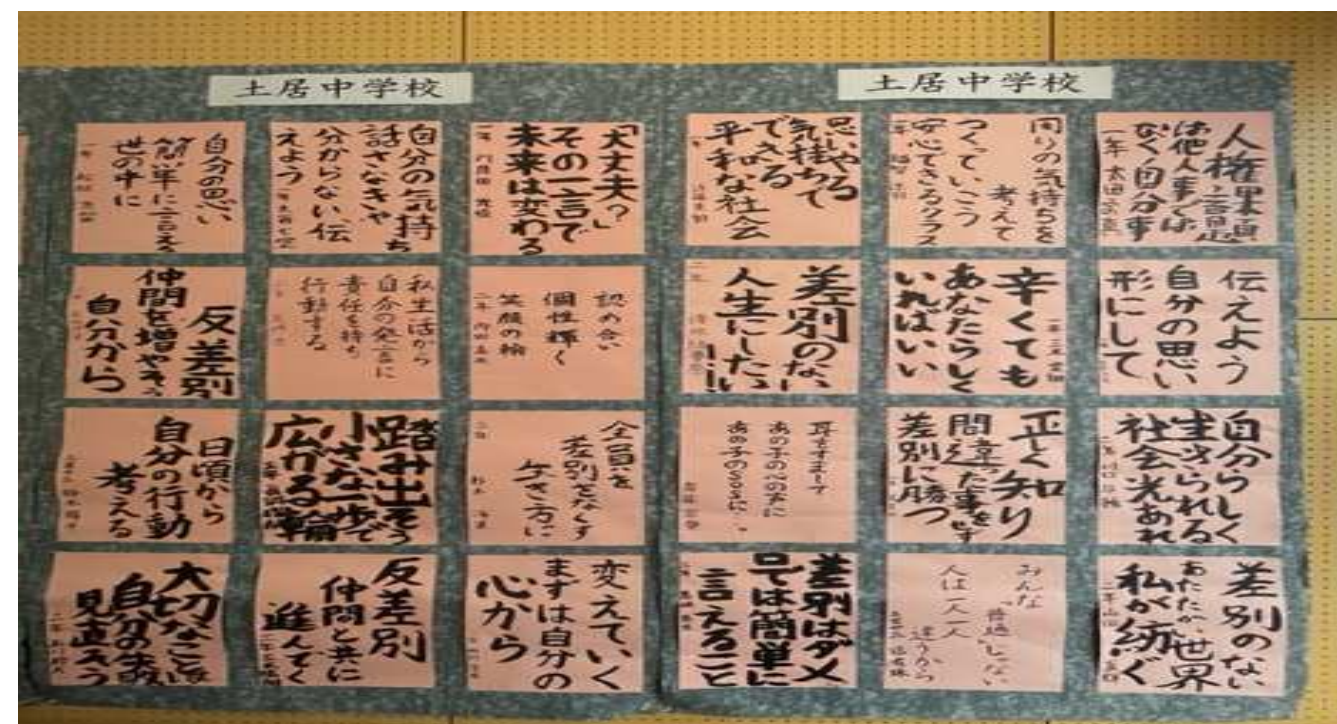 土居中学校
人権課題
は他人事では
なく自分事
周りの気持ちを
考えて
つくっていこう
安心できるクラス
思いやる
気持ちで
できる
平和な社会
伝えよう
自分の思い
形にして
辛くても
あなたらしく
いればいい
差別のない
人生にしたい!!
自分らしく
生きられる
社会光あれ
正しく知り
間違った事をせず
差別に勝つ
耳をすまして
あの子の心の声に
差別のない
あたたかい世界
私が紡ぐ
みんな
"普通"じゃない
人は一人一人
違うから
差別はダメ
口では簡単に
言えること
土居中学校
「大丈夫?」
その一言で
未来は変わる
自分の気持ち
話さなきゃ
分からない、伝
えよう
自分の思い
簡単に言える
世の中に
認め合い
個性輝く
笑顔の輪
私生活から
自分の発言に
責任を持ち
行動する
反差別
仲間を増やそう
自分から
全員を
差別をなくす
生き方に
踏み出そう
小さな一歩で
広がる輪
日頃から
自分の行動
考える
変えていく
まずは自分の
心から
反差別
仲間と共に
進んでく
大切なことは
自分の
見直そう